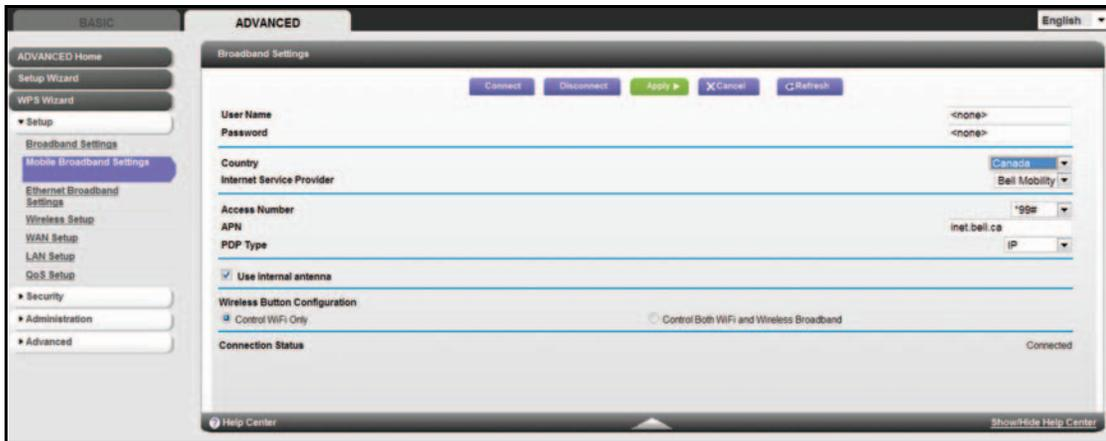 BASIC
ADVANCED
English
ADVANCED Home
Setup Wizard
WPS Wizard
Setup
Broadband Settings
Mobile Broadband Settings
Ethernet Broadband
Settings
Wireless Setup
WAN Setup
LAN Setup
QoS Setup
Security
Administration
Advanced
Broadband Settings
Connect Disconnect Apply Cancel Refresh
User Name <none>
Password <none>
Country Canada
Internet Service Provider Bell Mobility
Access Number *99#
APN inet.bell.ca
PDP Type IP
Use internal antenna
Wireless Button Configuration
Control WiFi Only Control Both WiFi and Wireless Broadband
Connection Status Connected
Help Center Show/Hide Help Center